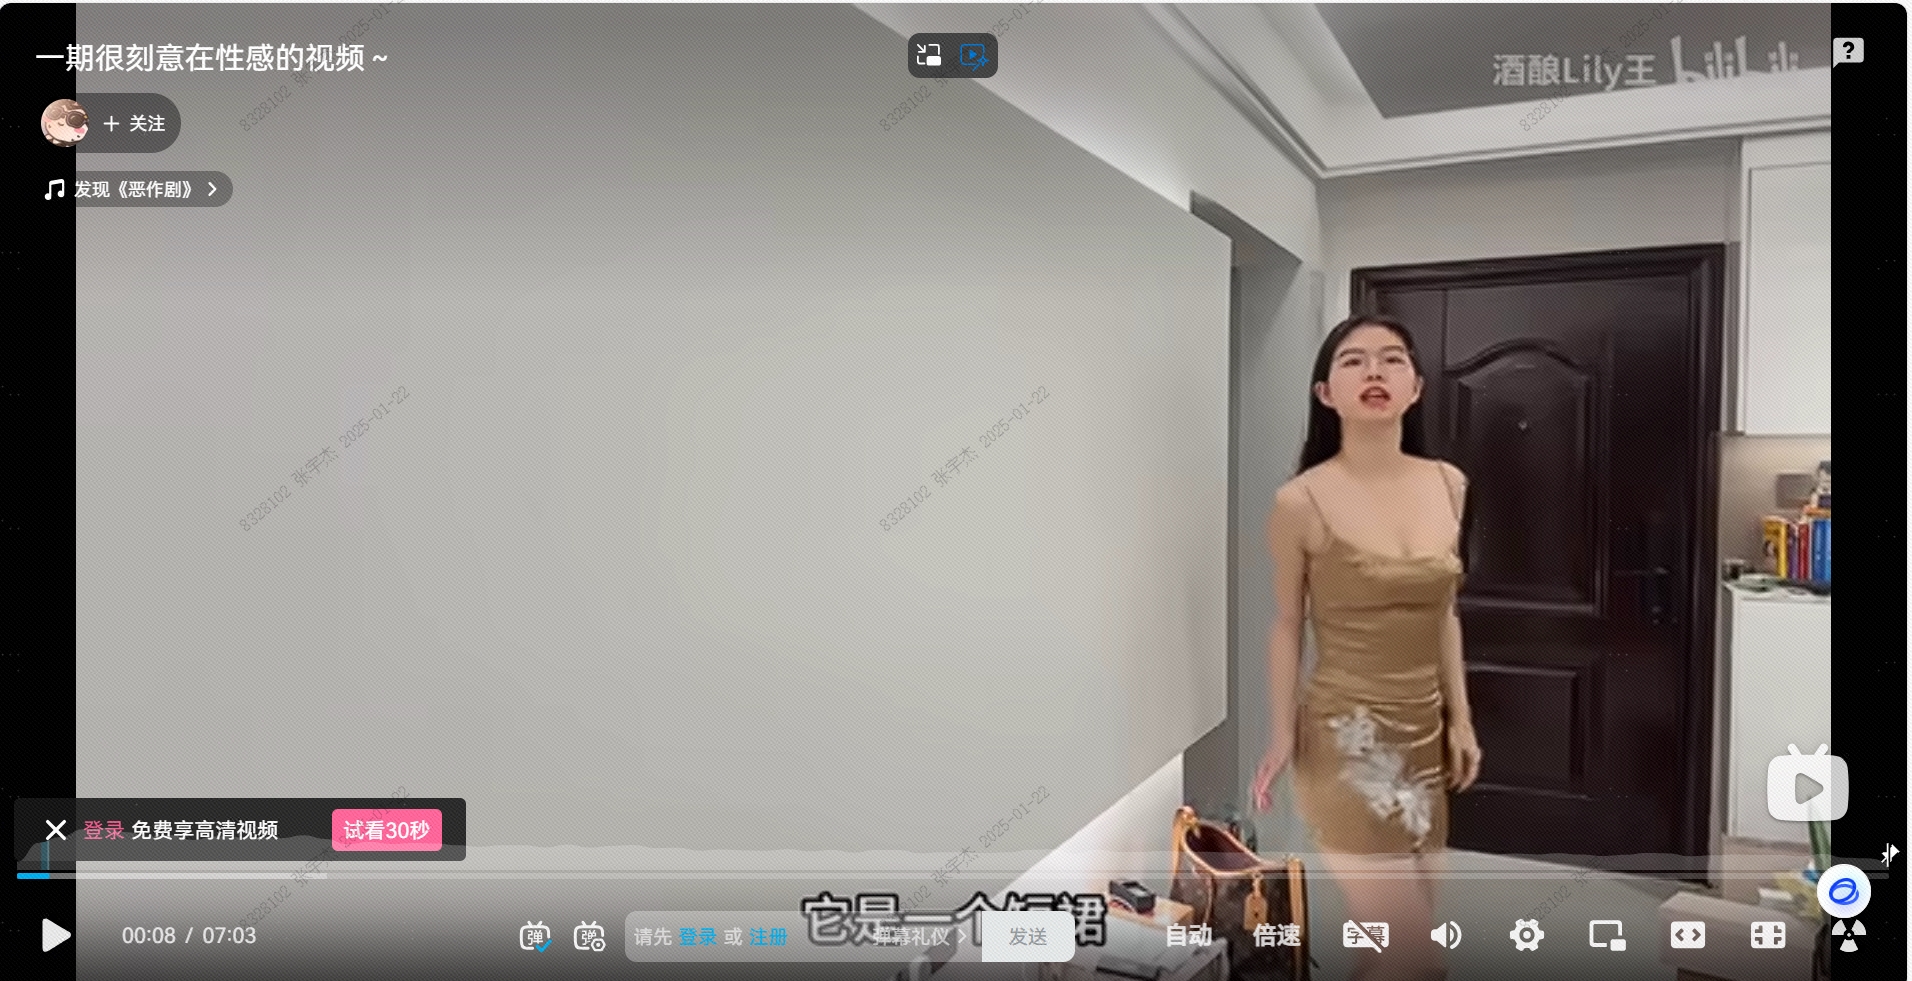 一期很刻意在性感的视频 ~
酒酿Lily王 bilibili
+ 关注
发现《恶作剧》 >
8328102 张宇杰 2025-01-22
8328102 张宇杰 2025-01-22
登录 免费享高清视频 试看30秒
它是一个短裙
00:08 / 07:03
弹
弹
请先 登录 或 注册
弹幕礼仪 >
发送
自动
倍速
字幕